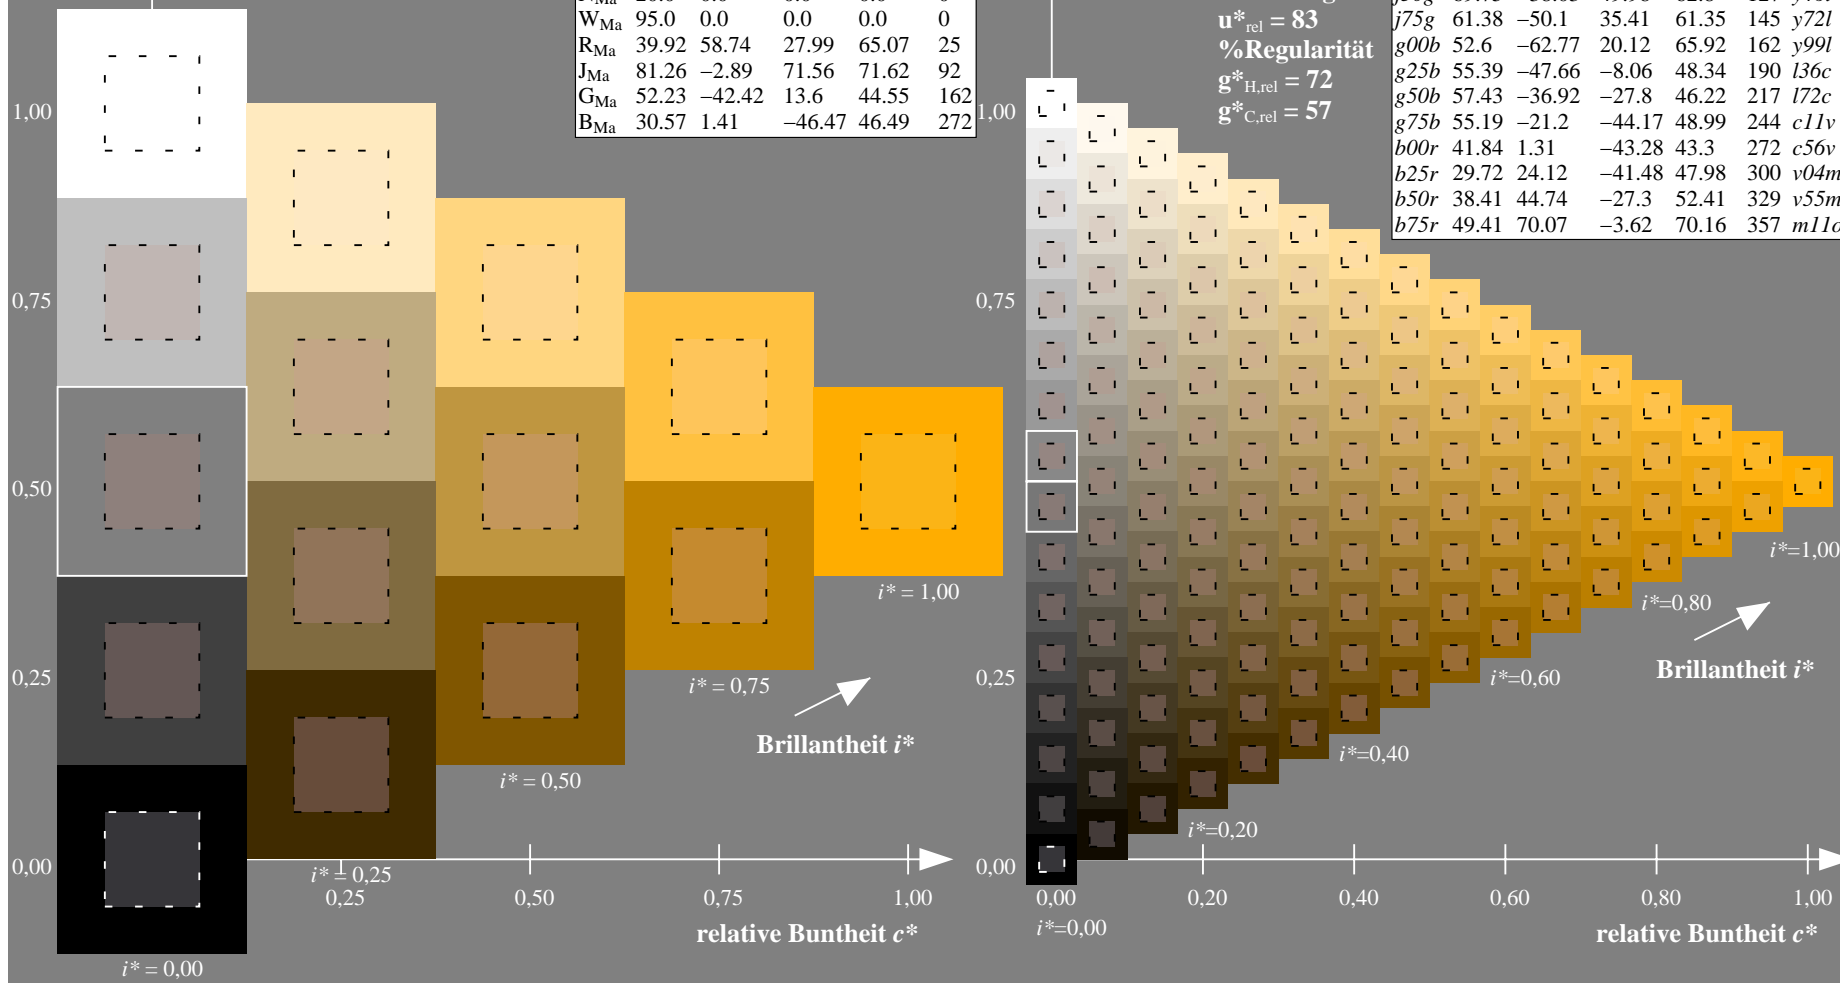 W_Ma 95.0 0.0 0.0 0.0 0
R_Ma 39.92 58.74 27.99 65.07 25
J_Ma 81.26 −2.89 71.56 71.62 92
G_Ma 52.23 −42.42 13.6 44.55 162
B_Ma 30.57 1.41 −46.47 46.49 272
u*rel = 83
%Regularität
g*H,rel = 72
g*C,rel = 57
j75g 61.38 −50.1 35.41 61.35 145 y72l
g00b 52.6 −62.77 20.12 65.92 162 y99l
g25b 55.39 −47.66 −8.06 48.34 190 l36c
g50b 57.43 −36.92 −27.8 46.22 217 l72c
g75b 55.19 −21.2 −44.17 48.99 244 c11v
b00r 41.84 1.31 −43.28 43.3 272 c56v
b25r 29.72 24.12 −41.48 47.98 300 v04m
b50r 38.41 44.74 −27.3 52.41 329 v55m
b75r 49.41 70.07 −3.62 70.16 357 m11o
1,00
0,75
0,50
0,25
0,00
i* = 1,00
i* = 0,75
Brillantheit i*
i* = 0,50
i* = 0,25
0,25 0,50 0,75 1,00
relative Buntheit c*
i* = 0,00
1,00
0,75
0,25
0,00
i*=1,00
i*=0,80
Brillantheit i*
i*=0,60
i*=0,40
i*=0,20
0,00 0,20 0,40 0,60 0,80 1,00
i*=0,00
relative Buntheit c*